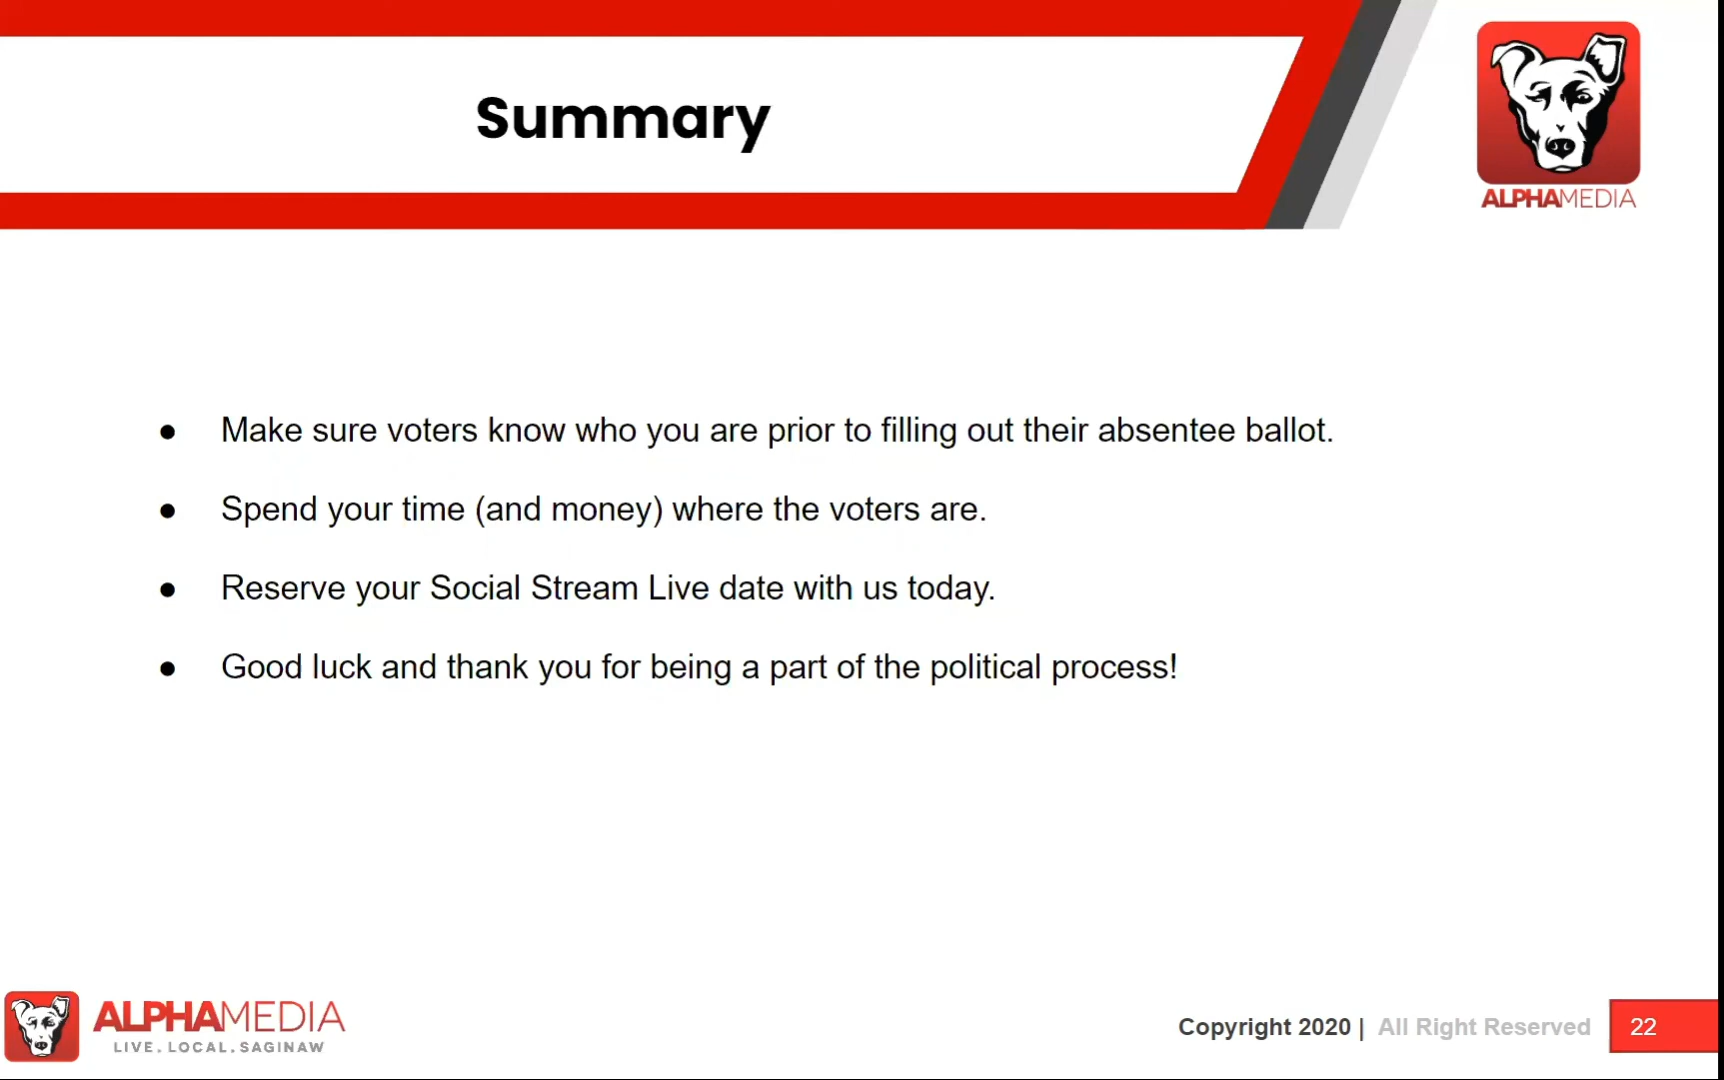 Summary
ALPHAMEDIA
● Make sure voters know who you are prior to filling out their absentee ballot.
● Spend your time (and money) where the voters are.
● Reserve your Social Stream Live date with us today.
● Good luck and thank you for being a part of the political process!
ALPHAMEDIA
LIVE.LOCAL.SAGINAW
Copyright 2020 | All Right Reserved
22